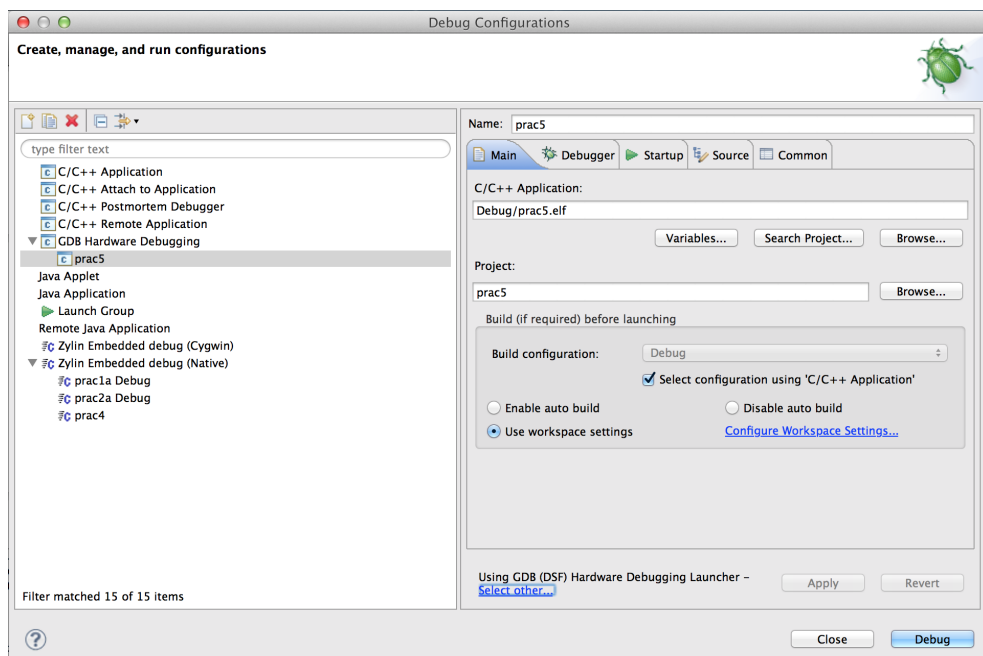 Debug Configurations
Create, manage, and run configurations
type filter text
C/C++ Application
C/C++ Attach to Application
C/C++ Postmortem Debugger
C/C++ Remote Application
GDB Hardware Debugging
prac5
Java Applet
Java Application
Launch Group
Remote Java Application
Zylin Embedded debug (Cygwin)
Zylin Embedded debug (Native)
prac1a Debug
prac2a Debug
prac4
Filter matched 15 of 15 items
Name: prac5
Main Debugger Startup Source Common
C/C++ Application:
Debug/prac5.elf
Variables... Search Project... Browse...
Project:
prac5 Browse...
Build (if required) before launching
Build configuration: Debug
Select configuration using 'C/C++ Application'
Enable auto build Disable auto build
Use workspace settings Configure Workspace Settings...
Using GDB (DSF) Hardware Debugging Launcher –
Select other... Apply Revert
? Close Debug